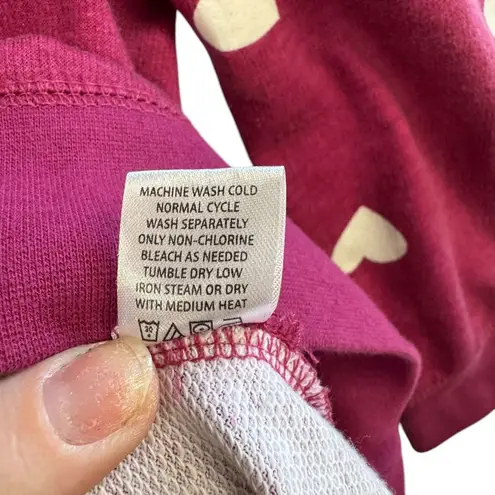 MACHINE WASH COLD
NORMAL CYCLE
WASH SEPARATELY
ONLY NON-CHLORINE
BLEACH AS NEEDED
TUMBLE DRY LOW
IRON STEAM OR DRY
WITH MEDIUM HEAT
30